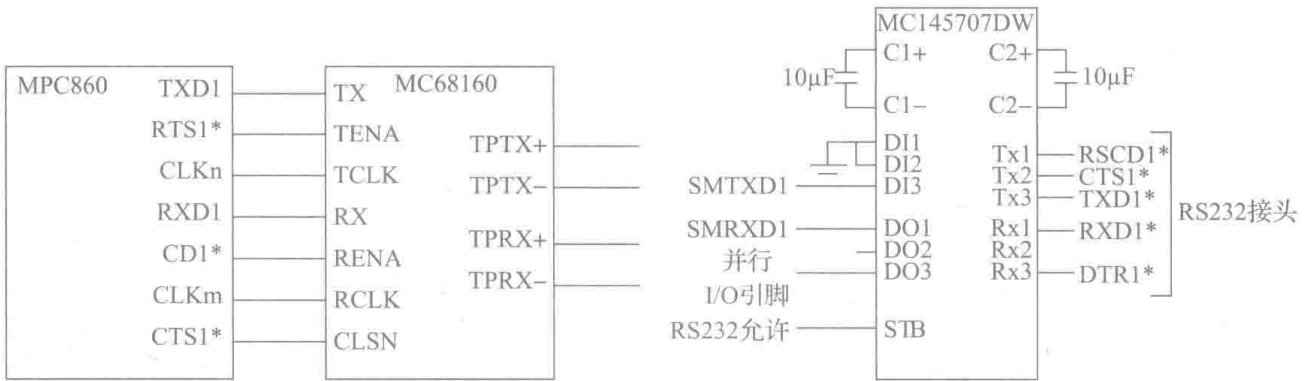 MPC860
TXD1
RTS1*
CLKn
RXD1
CD1*
CLKm
CTS1*
MC68160
TX
TENA
TCLK
RX
RENA
RCLK
CLSN
TPTX+
TPTX−
TPRX+
TPRX−
MC145707DW
C1+
C2+
10μF
10μF
C1−
C2−
DI1
DI2
DI3
SMTXD1
SMRXD1
DO1
DO2
DO3
并行
I/O引脚
RS232允许
STB
Tx1
RSCD1*
Tx2
CTS1*
Tx3
TXD1*
Rx1
RXD1*
Rx2
Rx3
DTR1*
RS232接头